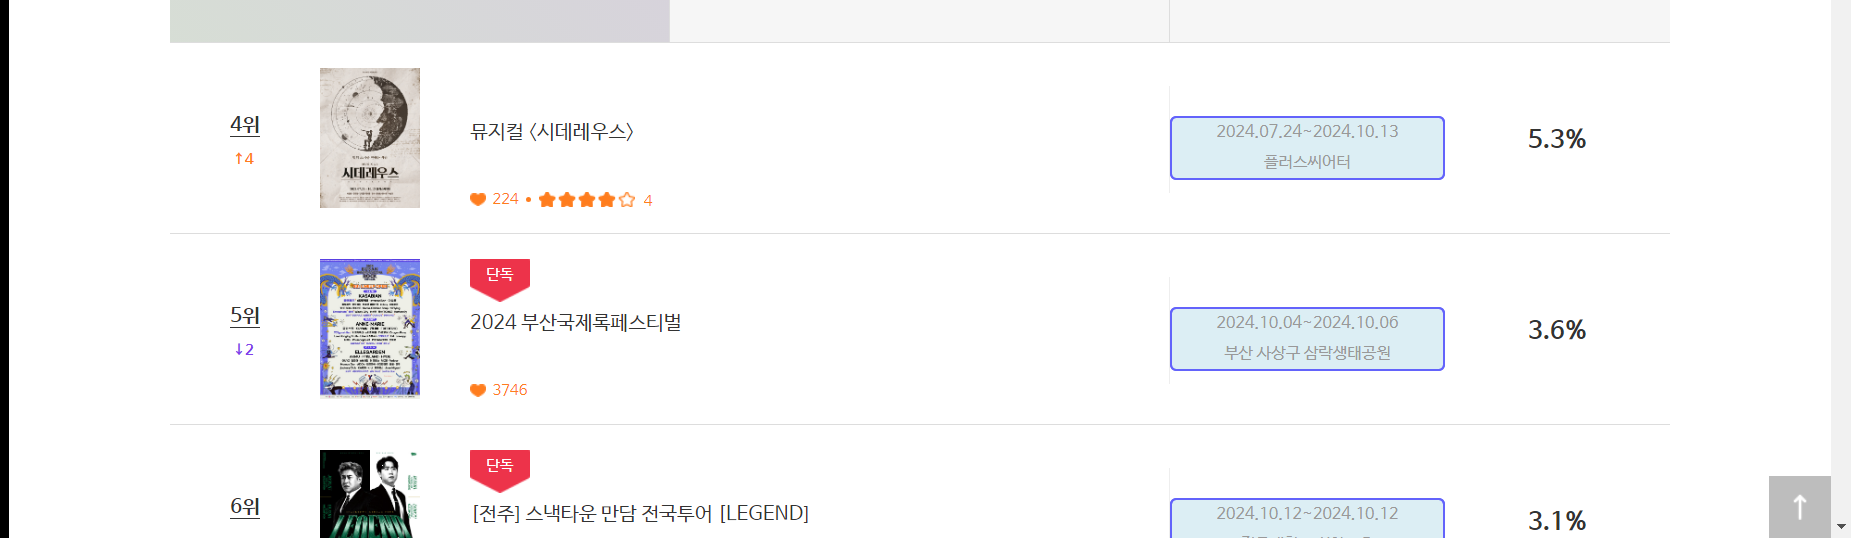 4위
↑4
시데레우스
뮤지컬 〈시데레우스〉
224 • 4
2024.07.24~2024.10.13
플러스씨어터
5.3%
5위
↓2
KASABIAN
ANNE MARIE
ELLEGARDEN
단독
2024 부산국제록페스티벌
3746
2024.10.04~2024.10.06
부산 사상구 삼락생태공원
3.6%
6위
단독
[전주] 스낵타운 만담 전국투어 [LEGEND]
2024.10.12~2024.10.12
3.1%
↑